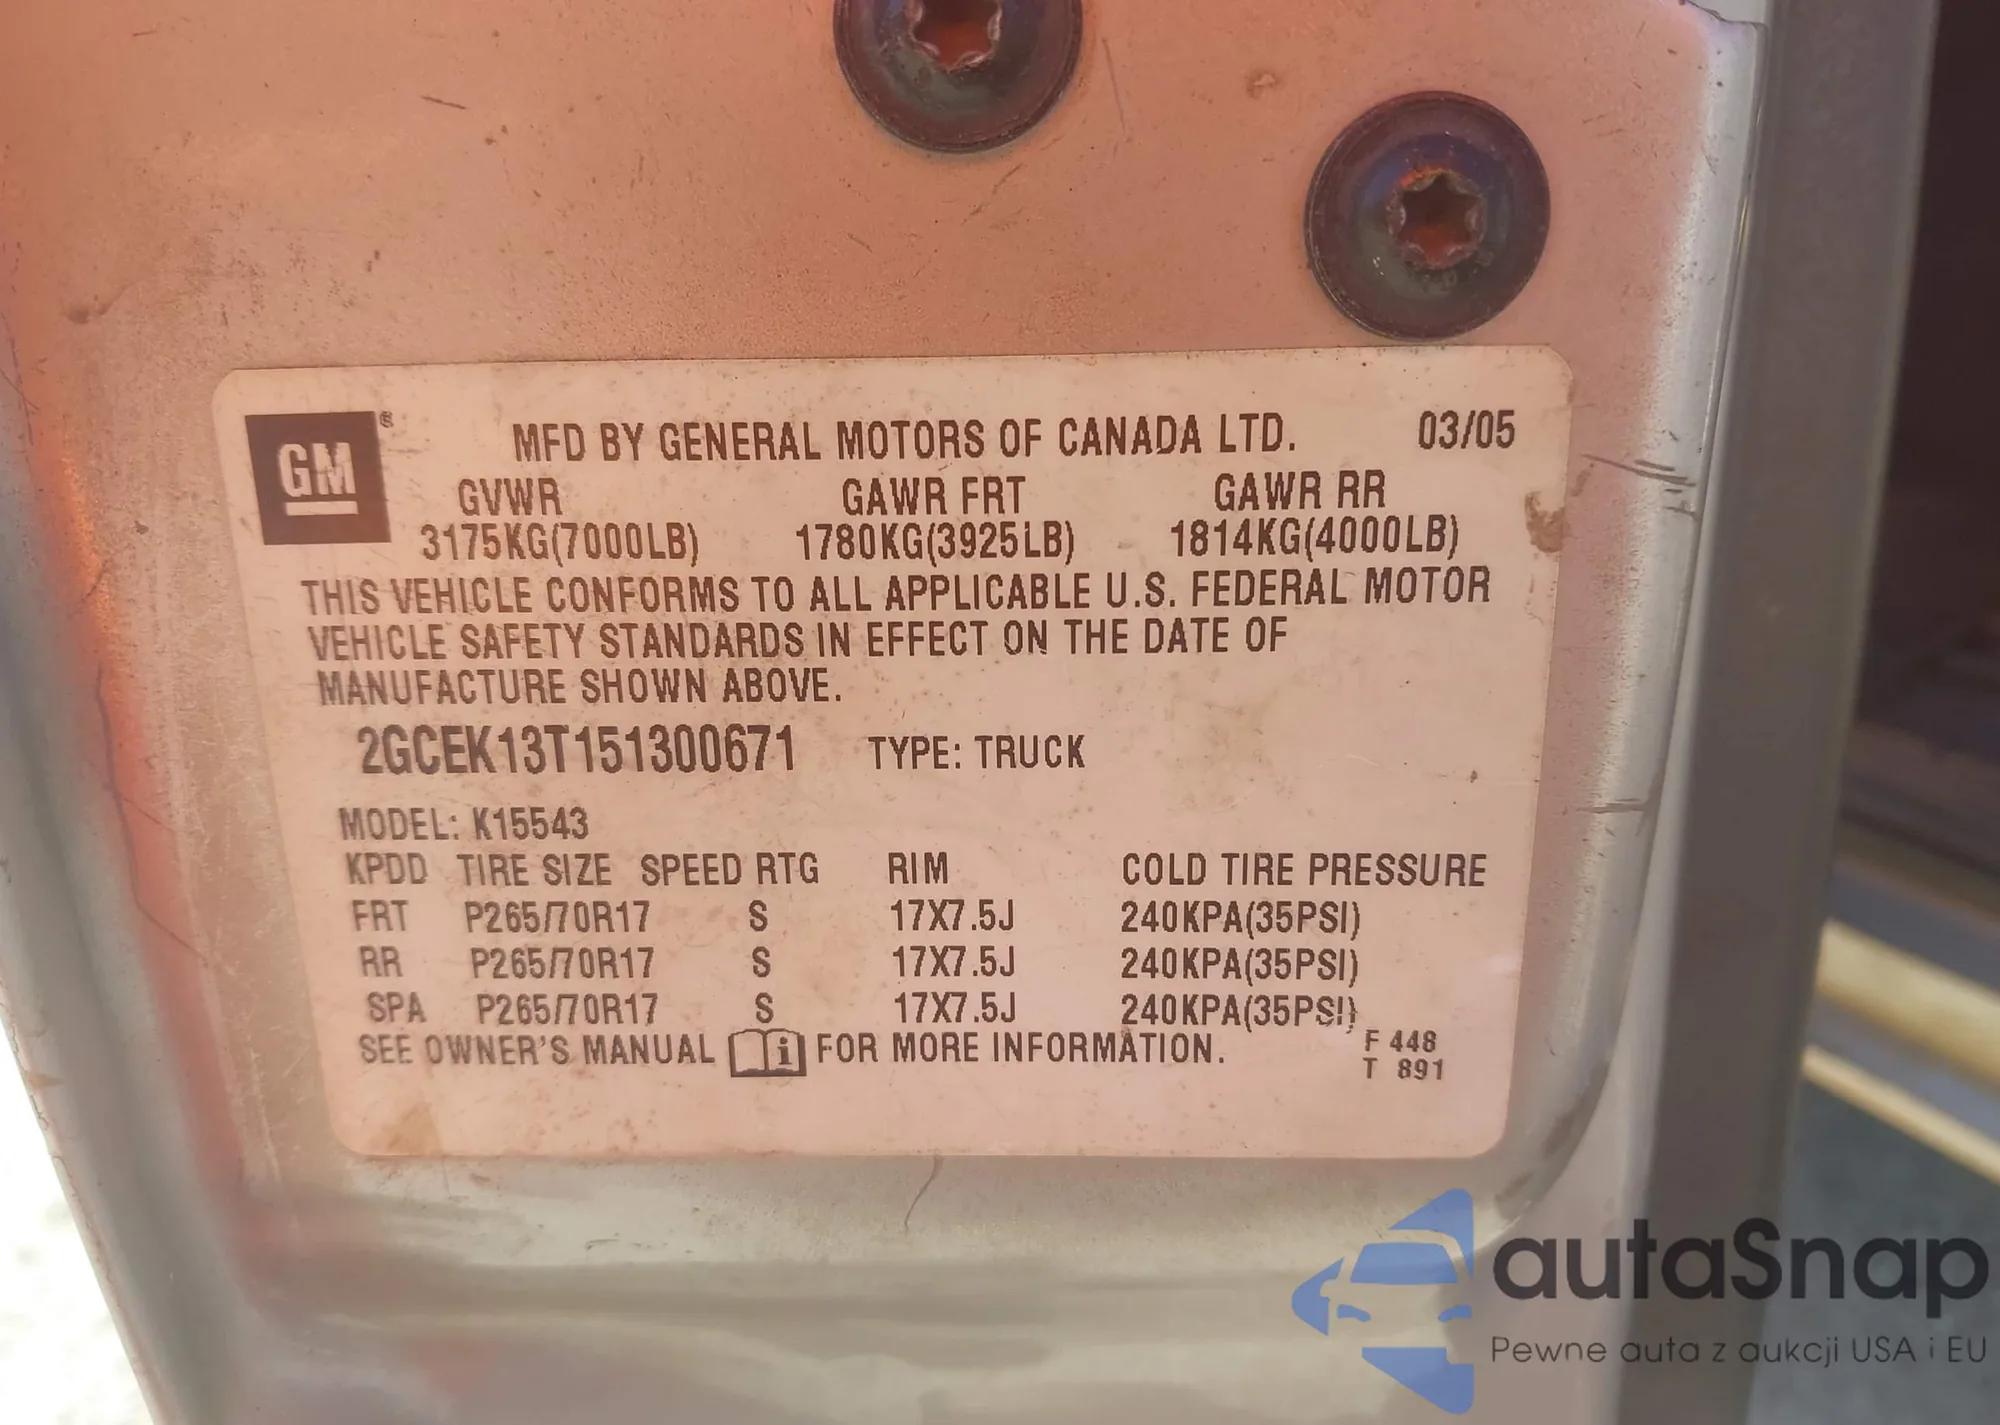 GM ®
MFD BY GENERAL MOTORS OF CANADA LTD. 03/05
GVWR GAWR FRT GAWR RR
3175KG(7000LB) 1780KG(3925LB) 1814KG(4000LB)
THIS VEHICLE CONFORMS TO ALL APPLICABLE U.S. FEDERAL MOTOR
VEHICLE SAFETY STANDARDS IN EFFECT ON THE DATE OF
MANUFACTURE SHOWN ABOVE.
2GCEK13T151300671 TYPE: TRUCK
MODEL: K15543
KPDD TIRE SIZE SPEED RTG RIM COLD TIRE PRESSURE
FRT P265/70R17 S 17X7.5J 240KPA(35PSI)
RR P265/70R17 S 17X7.5J 240KPA(35PSI)
SPA P265/70R17 S 17X7.5J 240KPA(35PSI)
SEE OWNER'S MANUAL i FOR MORE INFORMATION. F 448
T 891
autaSnap
Pewne auta z aukcji USA i EU